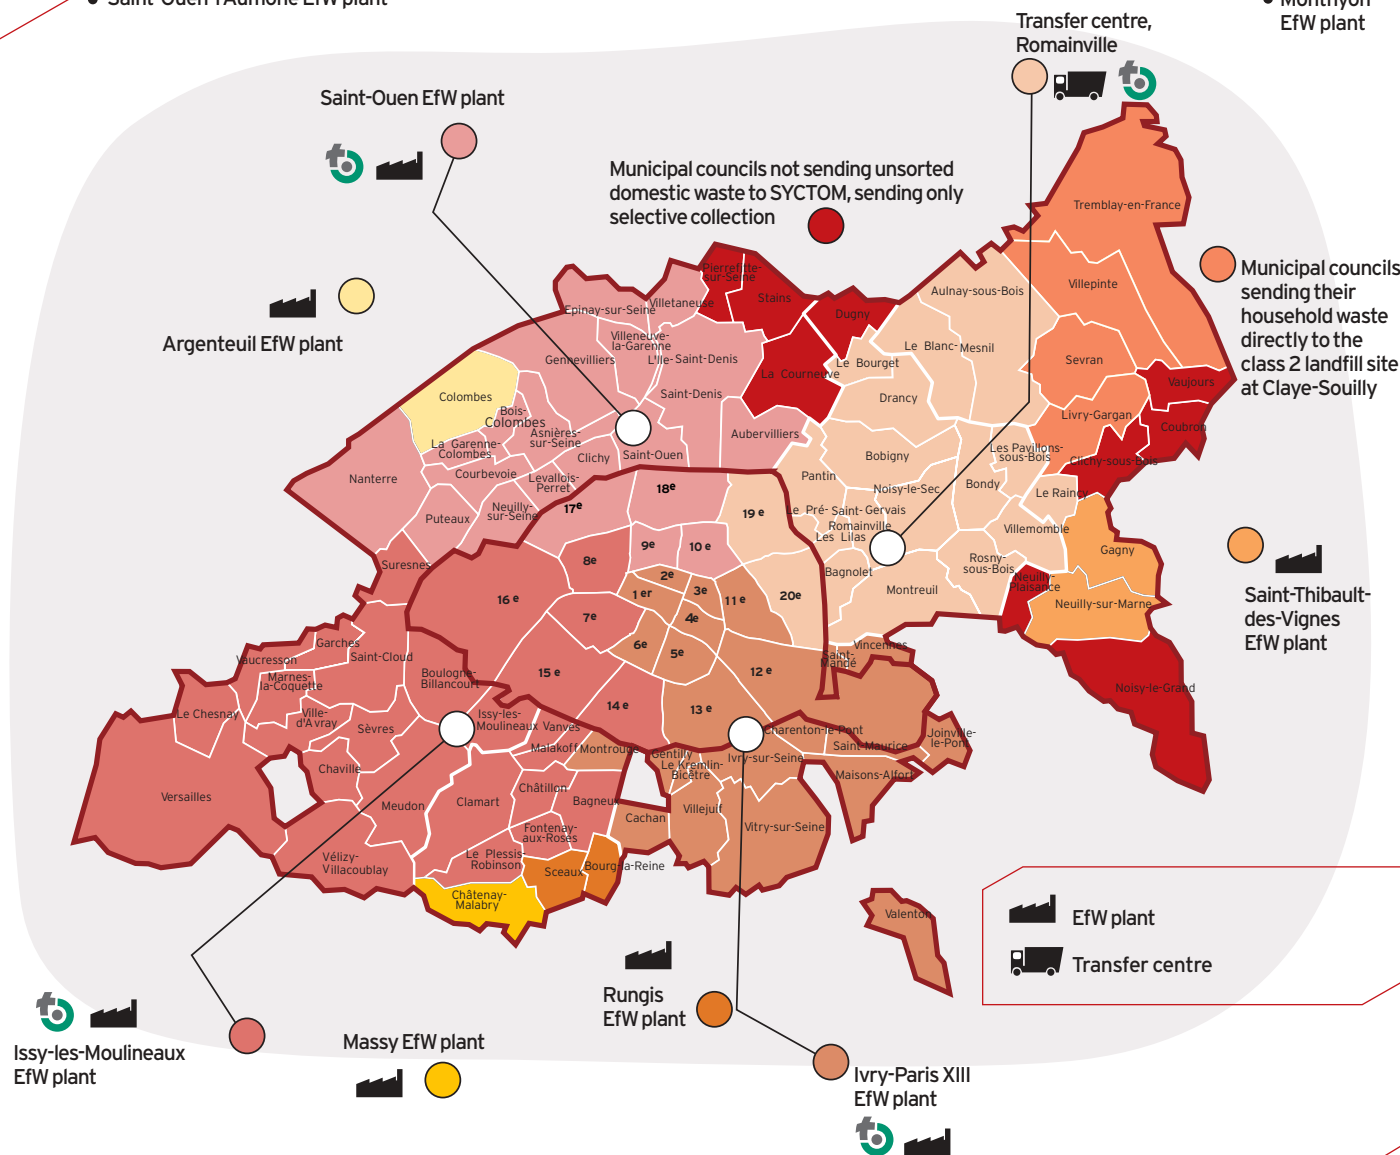 Saint-Ouen l'Aumône EfW plant
Montthyon
EfW plant
Transfer centre,
Romainville
Saint-Ouen EfW plant
Municipal councils not sending unsorted
domestic waste to SYCTOM, sending only
selective collection
Municipal councils
sending their
household waste
directly to the
class 2 landfill site
at Claye-Souilly
Argenteuil EfW plant
Saint-Thibault-
des-Vignes
EfW plant
Tremblay-en-France
Villepinte
Sevran
Livry-Gargan
Vaujours
Coubron
Clichy-sous-Bois
Pierrefitte-
sur-Seine
Stains
Dugny
La Courneuve
Epinay-sur-Seine
Villetaneuse
Villeneuve-
la-Garenne
L'Ile-Saint-Denis
Gennevilliers
Saint-Denis
Aubervilliers
Colombes
Bois-
Colombes
Asnières-
sur-Seine
La Garenne-
Colombes
Clichy
Saint-Ouen
Courbevoie
Levallois-
Perret
Nanterre
Puteaux
Neuilly-
sur-Seine
Suresnes
Aulnay-sous-Bois
Le Blanc-Mesnil
Le Bourget
Drancy
Bobigny
Les Pavillons-
sous-Bois
Pantin
Noisy-le-Sec
Bondy
Le Raincy
Le Pré-Saint-Gervais
Romainville
Les Lilas
Villemomble
Rosny-
sous-Bois
Bagnolet
Montreuil
Gagny
Neuilly-
Plaisance
Neuilly-sur-Marne
Noisy-le-Grand
17e
18e
19 e
8e
9e
10 e
2e
1 er
3e
11 e
20e
16 e
7e
4e
6e
5e
12 e
15 e
14 e
13 e
Vincennes
Saint-
Mandé
Garches
Vaucresson
Saint-Cloud
Marnes-
la-Coquette
Boulogne-
Billancourt
Le Chesnay
Ville-
d'Avray
Sèvres
Issy-les-
Moulineaux
Vanves
Malakoff
Montrouge
Chaville
Versailles
Meudon
Clamart
Châtillon
Bagneux
Fontenay-
aux-Roses
Vélizy-
Villacoublay
Le Plessis-
Robinson
Sceaux
Bourg-la-Reine
Châtenay-
Malabry
Gentilly
Le Kremlin-
Bicêtre
Ivry-sur-Seine
Charenton-le-Pont
Saint-Maurice
Joinville-
le-Pont
Maisons-Alfort
Cachan
Villejuif
Vitry-sur-Seine
Valenton
EfW plant
Transfer centre
Rungis
EfW plant
Massy EfW plant
Issy-les-Moulineaux
EfW plant
Ivry-Paris XIII
EfW plant